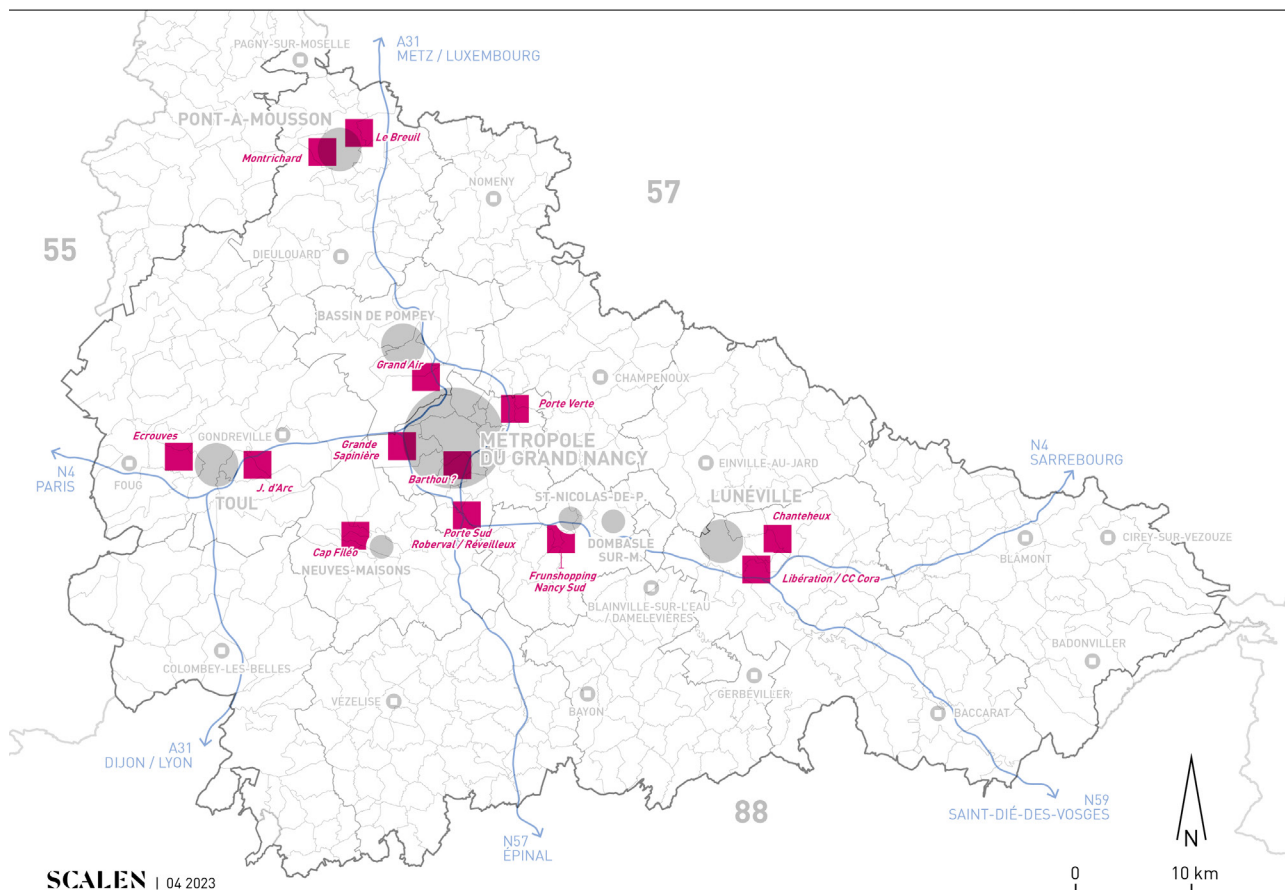 PAGNY-SUR-MOSELLE
A31
METZ / LUXEMBOURG
PONT-À-MOUSSON
Le Breuil
Montrichard
NOMENY
57
55
DIEULOUARD
BASSIN DE POMPEY
Grand Air
CHAMPENOUX
Porte Verte
Ecrouves
GONDREVILLE
Grande
Sapinière
MÉTROPOLE
DU GRAND NANCY
N4
SARREBOURG
N4
PARIS
FOUG
TOUL
J. d'Arc
Barthou ?
EINVILLE-AU-JARD
ST-NICOLAS-DE-P.
LUNÉVILLE
Chanteheux
Cap Filéo
NEUVES-MAISONS
Porte Sud
Roberval / Réveilleux
DOMBASLE
SUR-M.
BLÂMONT
CIREY-SUR-VEZOUZE
Frunshopping
Nancy Sud
Libération / CC Cora
BLAINVILLE-SUR-L'EAU
/ DAMELEVIÈRES
COLOMBEY-LES-BELLES
BADONVILLER
VÉZELISE
BAYON
GERBÉVILLER
BACCARAT
A31
DIJON / LYON
88
N59
SAINT-DIÉ-DES-VOSGES
N57
ÉPINAL
N
SCALEN | 04 2023
0
10 km